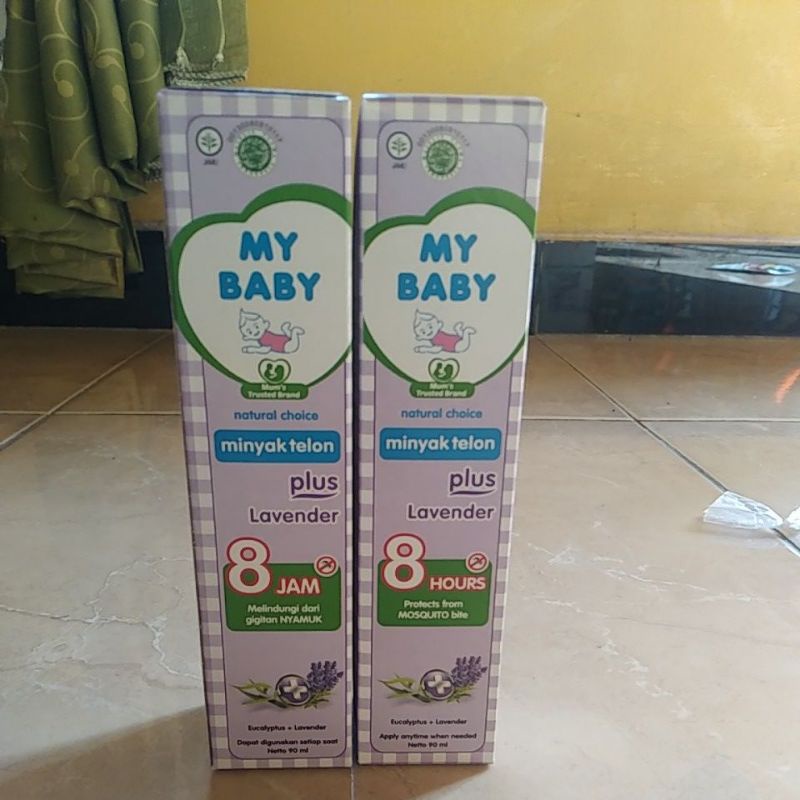 JAMU
MY
BABY
Mum's
Trusted Brand
natural choice
minyak telon
plus
Lavender
8 JAM
Melindungi dari
gigitan NYAMUK
Eucalyptus + Lavender
Dapat digunakan setiap saat
Netto 90 ml
JAMU
MY
BABY
Mum's
Trusted Brand
natural choice
minyak telon
plus
Lavender
8 HOURS
Protects from
MOSQUITO bite
Eucalyptus + Lavender
Apply anytime when needed
Netto 90 ml